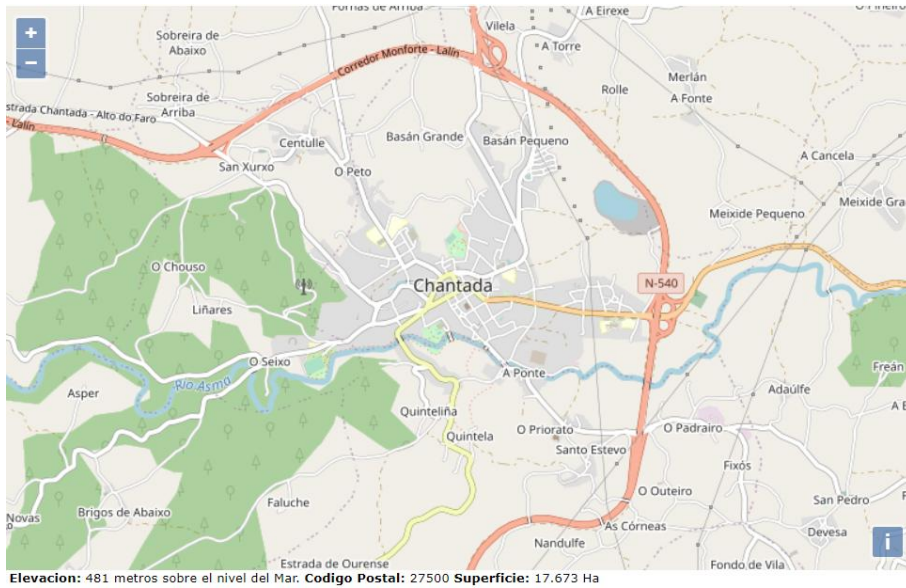 Fornas de Arriba
A Eirexe
O Piñeiro
Sobreira de
Abaixo
Vilela
A Torre
Corredor Monforte - Lalín
Merlán
A Fonte
Rolle
Sobreira de
Arriba
Estrada Chantada - Alto do Faro
Lalín
Centulle
Basán Grande
Basán Pequeno
A Cancela
San Xurxo
O Peto
Meixide Gra
Meixide Pequeno
O Chouso
Chantada
N-540
Liñares
O Seixo
Freán
Río Asma
A Ponte
Asper
Adaúlfe
Quinteliña
Quintela
O Priorato
O Padrairo
Santo Estevo
Fixós
O Outeiro
Faluche
San Pedro
Novas
Brigos de Abaixo
As Córneas
Devesa
Nandulfe
Estrada de Ourense
Fondo de Vila
i
Elevacion: 481 metros sobre el nivel del Mar. Codigo Postal: 27500 Superficie: 17.673 Ha